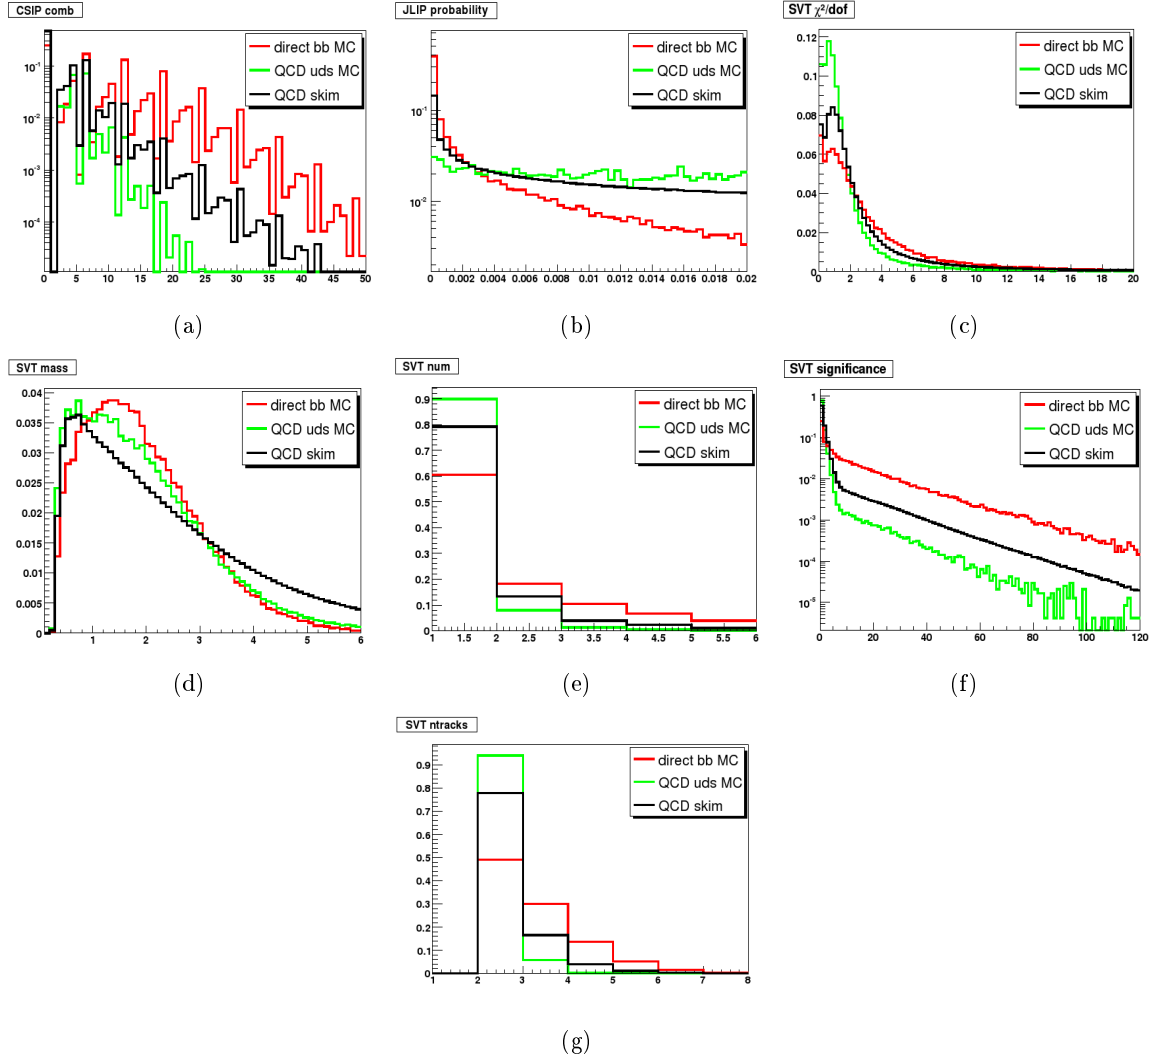 CSIP comb
direct bb MC
QCD uds MC
QCD skim
10⁻¹
10⁻²
10⁻³
10⁻⁴
0 5 10 15 20 25 30 35 40 45 50
(a)
JLIP probability
direct bb MC
QCD uds MC
QCD skim
10⁻¹
10⁻²
0 0.002 0.004 0.006 0.008 0.01 0.012 0.014 0.016 0.018 0.02
(b)
SVT χ²/dof
direct bb MC
QCD uds MC
QCD skim
0.12
0.1
0.08
0.06
0.04
0.02
0
0 2 4 6 8 10 12 14 16 18 20
(c)
SVT mass
direct bb MC
QCD uds MC
QCD skim
0.04
0.035
0.03
0.025
0.02
0.015
0.01
0.005
0
1 2 3 4 5 6
(d)
SVT num
direct bb MC
QCD uds MC
QCD skim
0.9
0.8
0.7
0.6
0.5
0.4
0.3
0.2
0.1
0
1 1.5 2 2.5 3 3.5 4 4.5 5 5.5 6
(e)
SVT significance
direct bb MC
QCD uds MC
QCD skim
1
10⁻¹
10⁻²
10⁻³
10⁻⁴
10⁻⁵
0 20 40 60 80 100 120
(f)
SVT ntracks
direct bb MC
QCD uds MC
QCD skim
0.9
0.8
0.7
0.6
0.5
0.4
0.3
0.2
0.1
0
1 2 3 4 5 6 7 8
(g)